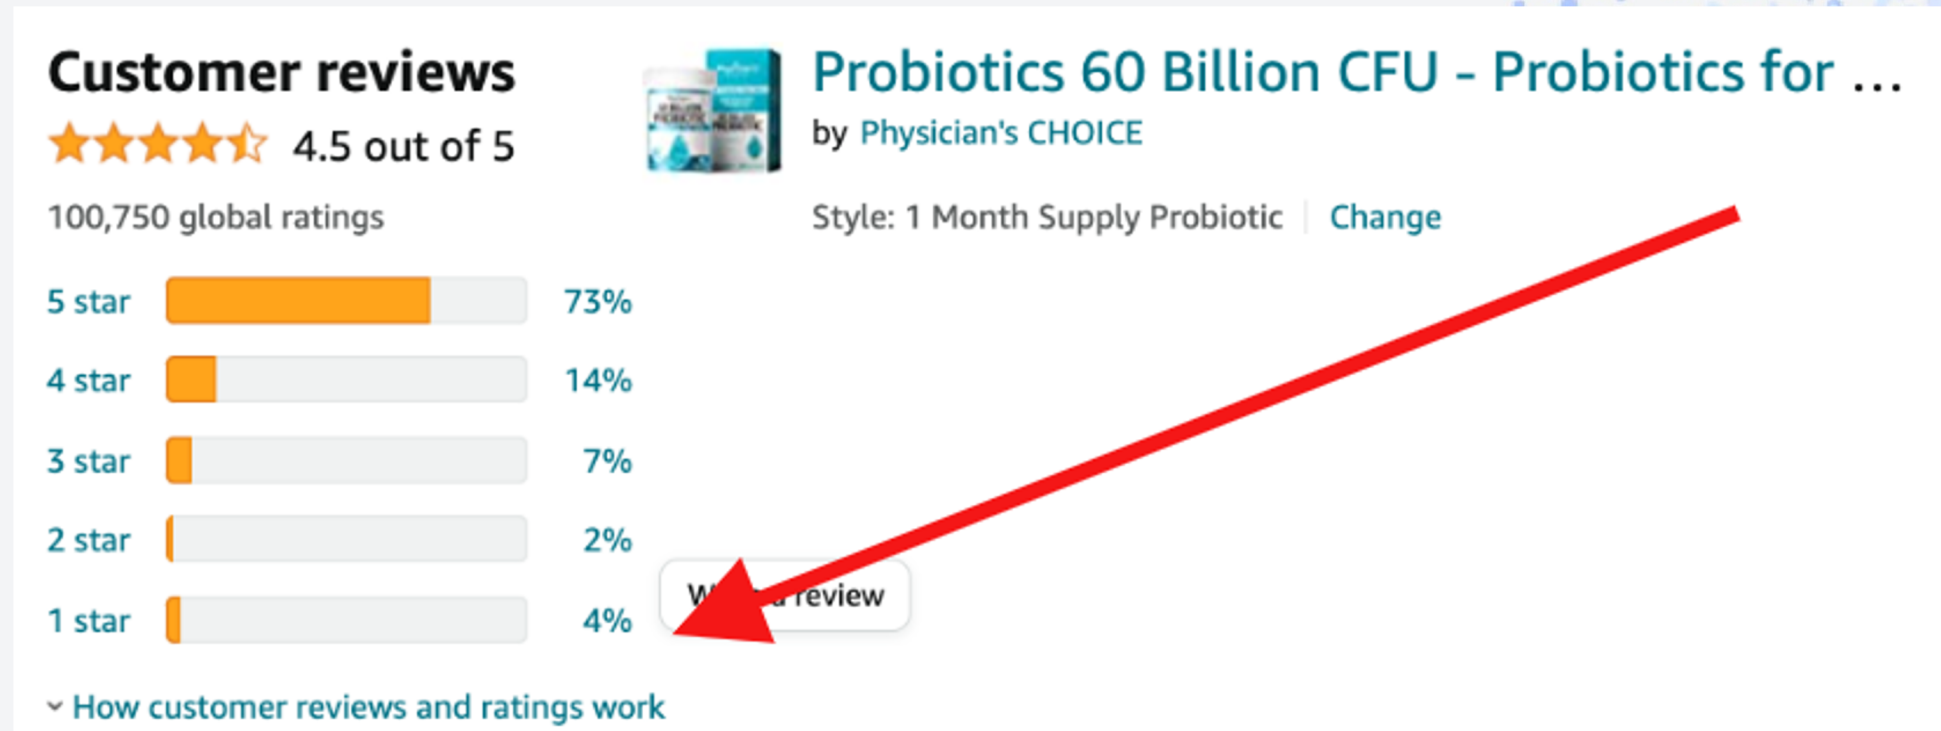 Customer reviews
4.5 out of 5
100,750 global ratings
5 star 73%
4 star 14%
3 star 7%
2 star 2%
1 star 4%
How customer reviews and ratings work
Probiotics 60 Billion CFU - Probiotics for ...
by Physician's CHOICE
Style: 1 Month Supply Probiotic | Change
review